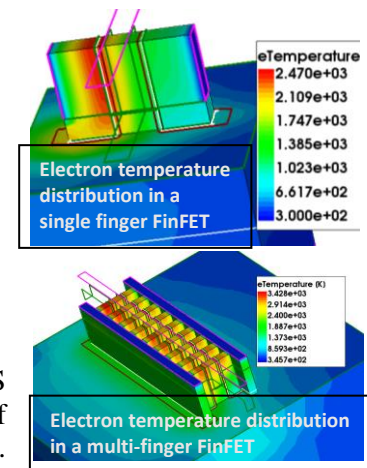 eTemperature
2.470e+03
2.109e+03
1.747e+03
1.385e+03
1.023e+03
6.617e+02
3.000e+02
Electron temperature
distribution in a
single finger FinFET
eTemperature [K]
3.428e+03
2.914e+03
2.400e+03
1.887e+03
1.373e+03
8.593e+02
3.457e+02
S
f
.
Electron temperature distribution
in a multi-finger FinFET